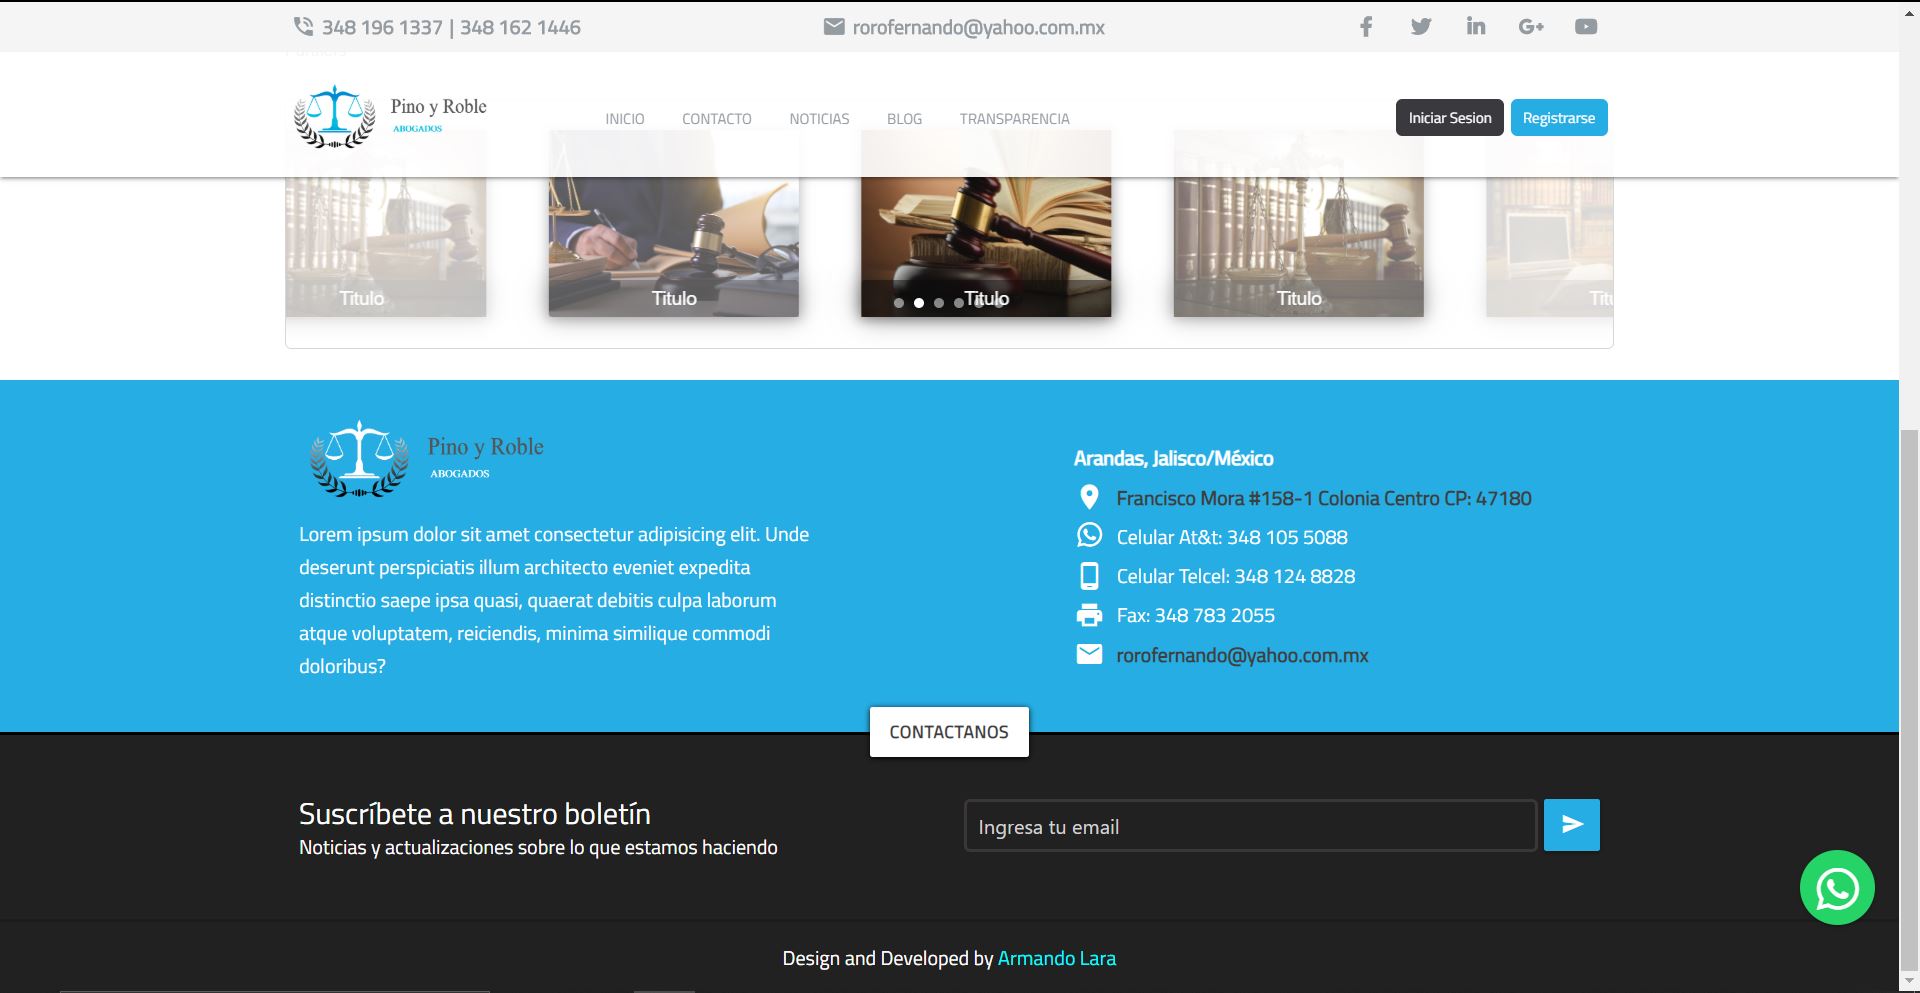 348 196 1337 | 348 162 1446
rorofernando@yahoo.com.mx
Pino y Roble
ABOGADOS
INICIO
CONTACTO
NOTICIAS
BLOG
TRANSPARENCIA
Iniciar Sesion
Registrarse
Titulo
Titulo
Titulo
Titulo
Titu
Pino y Roble
ABOGADOS
Lorem ipsum dolor sit amet consectetur adipisicing elit. Unde
deserunt perspiciatis illum architecto eveniet expedita
distinctio saepe ipsa quasi, quaerat debitis culpa laborum
atque voluptatem, reiciendis, minima similique commodi
doloribus?
Arandas, Jalisco/México
Francisco Mora #158-1 Colonia Centro CP: 47180
Celular At&t: 348 105 5088
Celular Telcel: 348 124 8828
Fax: 348 783 2055
rorofernando@yahoo.com.mx
CONTACTANOS
Suscríbete a nuestro boletín
Noticias y actualizaciones sobre lo que estamos haciendo
Ingresa tu email
Design and Developed by Armando Lara